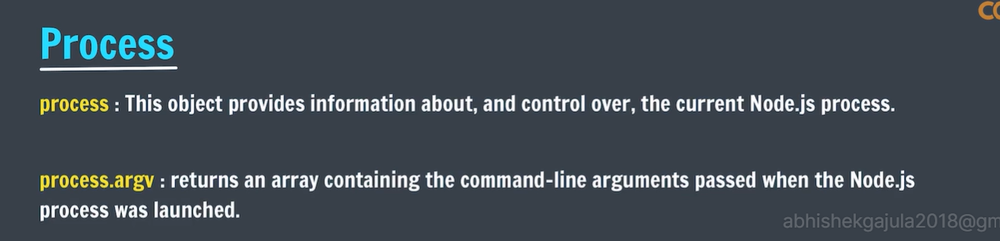 Process
process : This object provides information about, and control over, the current Node.js process.
process.argv : returns an array containing the command-line arguments passed when the Node.js
process was launched.
abhishekgajula2018@gm